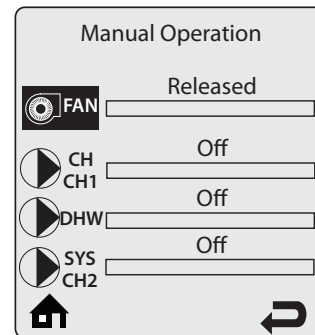 Manual Operation
Released
FAN
Off
CH
CH1
Off
DHW
Off
SYS
CH2